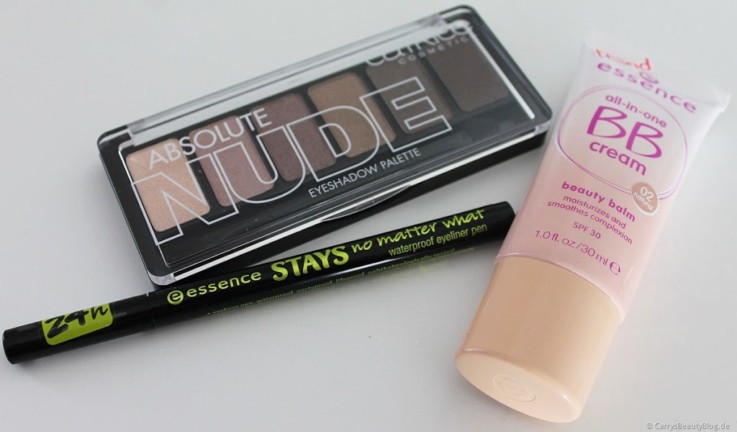 CATRICE
COSMETICS
ABSOLUTE
NUDE
EYESHADOW PALETTE
24h
essence STAYS no matter what
waterproof eyeliner pen
trend
essence
all-in-one
BB
cream
02
beauty balm
moisturizes and
smoothes complexion
SPF 30
1.0 fl.oz/30 ml e
© CarrysBeautyBlog.de